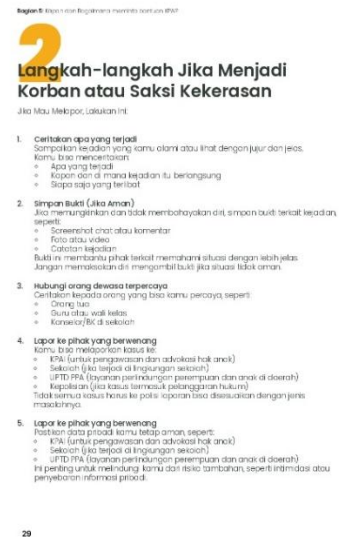 Bagian 5: Kapan dan Bagaimana meminta bantuan KPAI?
2
Langkah-langkah Jika Menjadi
Korban atau Saksi Kekerasan
Jika Mau Melapor, Lakukan Ini:
1. Ceritakan apa yang terjadi
Sampaikan kejadian yang kamu alami atau lihat dengan jujur dan jelas.
Kamu bisa menceritakan:
Apa yang terjadi
Kapan dan di mana kejadian itu berlangsung
Siapa saja yang terlibat
2. Simpan Bukti (Jika Aman)
Jika memungkinkan dan tidak membahayakan diri, simpan bukti terkait kejadian,
seperti:
Screenshot chat atau komentar
Foto atau video
Catatan kejadian
Bukti ini membantu pihak terkait memahami situasi dengan lebih jelas.
Jangan memaksakan diri mengambil bukti jika situasi tidak aman.
3. Hubungi orang dewasa terpercaya
Ceritakan kepada orang yang bisa kamu percaya, seperti:
Orang tua
Guru atau wali kelas
Konselor/BK di sekolah
4. Lapor ke pihak yang berwenang
Kamu bisa melaporkan kasus ke:
KPAI (untuk pengawasan dan advokasi hak anak)
Sekolah (jika terjadi di lingkungan sekolah)
UPTD PPA (layanan perlindungan perempuan dan anak di daerah)
Kepolisian (jika kasus termasuk pelanggaran hukum)
Tidak semua kasus harus ke polisi laporan bisa disesuaikan dengan jenis
masalahnya.
5. Lapor ke pihak yang berwenang
Pastikan data pribadi kamu tetap aman, seperti:
KPAI (untuk pengawasan dan advokasi hak anak)
Sekolah (jika terjadi di lingkungan sekolah)
UPTD PPA (layanan perlindungan perempuan dan anak di daerah)
Ini penting untuk melindungi kamu dari risiko tambahan, seperti intimidasi atau
penyebaran informasi pribadi.
29